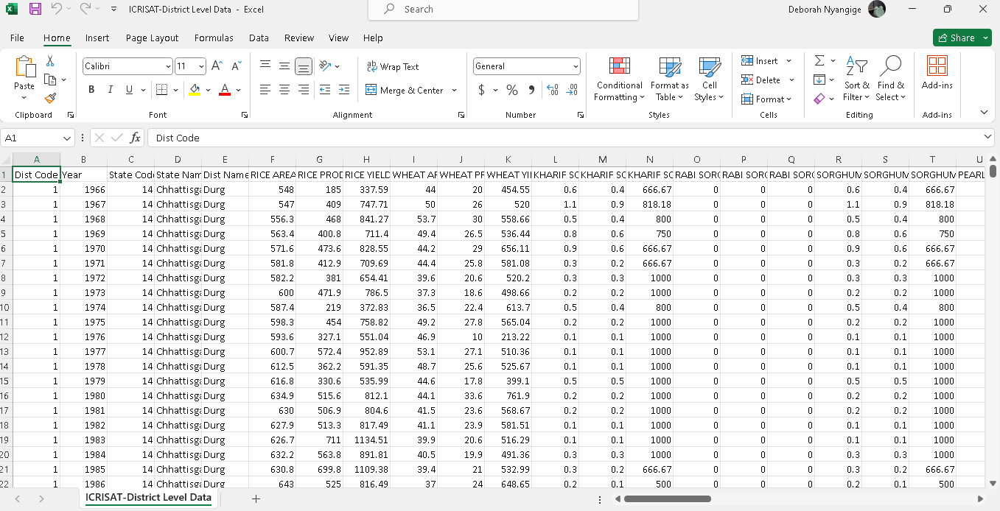 ICRISAT-District Level Data - Excel
Search
Deborah Nyangige
File Home Insert Page Layout Formulas Data Review View Help
Share
Paste
Calibri 11
B I U
Wrap Text
Merge & Center
General
$ % 9 .00 .00
Conditional Formatting
Format as Table
Cell Styles
Insert
Delete
Format
Sort & Filter
Find & Select
Add-ins
Clipboard Font Alignment Number Styles Cells Editing Add-ins
A1 fx Dist Code
A B C D E F G H I J K L M N O P Q R S T U
1 Dist Code Year State Cod State Nam Dist Name RICE AREA RICE PROD RICE YIELD WHEAT AR WHEAT PR WHEAT YII KHARIF SO KHARIF SO KHARIF SO RABI SORG RABI SORG RABI SORG SORGHUM SORGHUM SORGHUM PEARL
2 1 1966 14 Chhattisga Durg 548 185 337.59 44 20 454.55 0.6 0.4 666.67 0 0 0 0.6 0.4 666.67
3 1 1967 14 Chhattisga Durg 547 409 747.71 50 26 520 1.1 0.9 818.18 0 0 0 1.1 0.9 818.18
4 1 1968 14 Chhattisga Durg 556.3 468 841.27 53.7 30 558.66 0.5 0.4 800 0 0 0 0.5 0.4 800
5 1 1969 14 Chhattisga Durg 563.4 400.8 711.4 49.4 26.5 536.44 0.8 0.6 750 0 0 0 0.8 0.6 750
6 1 1970 14 Chhattisga Durg 571.6 473.6 828.55 44.2 29 656.11 0.9 0.6 666.67 0 0 0 0.9 0.6 666.67
7 1 1971 14 Chhattisga Durg 581.8 412.9 709.69 44.4 25.8 581.08 0.3 0.2 666.67 0 0 0 0.3 0.2 666.67
8 1 1972 14 Chhattisga Durg 582.2 381 654.41 39.6 20.6 520.2 0.3 0.3 1000 0 0 0 0.3 0.3 1000
9 1 1973 14 Chhattisga Durg 600 471.9 786.5 37.3 18.6 498.66 0.2 0.2 1000 0 0 0 0.2 0.2 1000
10 1 1974 14 Chhattisga Durg 587.4 219 372.83 36.5 22.4 613.7 0.5 0.4 800 0 0 0 0.5 0.4 800
11 1 1975 14 Chhattisga Durg 598.3 454 758.82 49.2 27.8 565.04 0.2 0.2 1000 0 0 0 0.2 0.2 1000
12 1 1976 14 Chhattisga Durg 593.6 327.1 551.04 46.9 10 213.22 0.1 0.1 1000 0 0 0 0.1 0.1 1000
13 1 1977 14 Chhattisga Durg 600.7 572.4 952.89 53.1 27.1 510.36 0.1 0.1 1000 0 0 0 0.1 0.1 1000
14 1 1978 14 Chhattisga Durg 612.5 362.2 591.35 48.7 25.6 525.67 0.1 0.1 1000 0 0 0 0.1 0.1 1000
15 1 1979 14 Chhattisga Durg 616.8 330.6 535.99 44.6 17.8 399.1 0.5 0.5 1000 0 0 0 0.5 0.5 1000
16 1 1980 14 Chhattisga Durg 634.9 515.6 812.1 44.1 33.6 761.9 0.2 0.2 1000 0 0 0 0.2 0.2 1000
17 1 1981 14 Chhattisga Durg 630 506.9 804.6 41.5 23.6 568.67 0.2 0.2 1000 0 0 0 0.2 0.2 1000
18 1 1982 14 Chhattisga Durg 627.9 513.3 817.49 41.1 23.9 581.51 0.1 0.1 1000 0 0 0 0.1 0.1 1000
19 1 1983 14 Chhattisga Durg 626.7 711 1134.51 39.9 20.6 516.29 0.1 0.1 1000 0 0 0 0.1 0.1 1000
20 1 1984 14 Chhattisga Durg 632.2 563.8 891.81 40.5 19.9 491.36 0.3 0.3 1000 0 0 0 0.3 0.3 1000
21 1 1985 14 Chhattisga Durg 630.8 699.8 1109.38 39.4 21 532.99 0.3 0.2 666.67 0 0 0 0.3 0.2 666.67
22 1 1986 14 Chhattisga Durg 643 525 816.49 37 24 648.65 0.2 0.1 500 0 0 0 0.2 0.1 500
ICRISAT-District Level Data